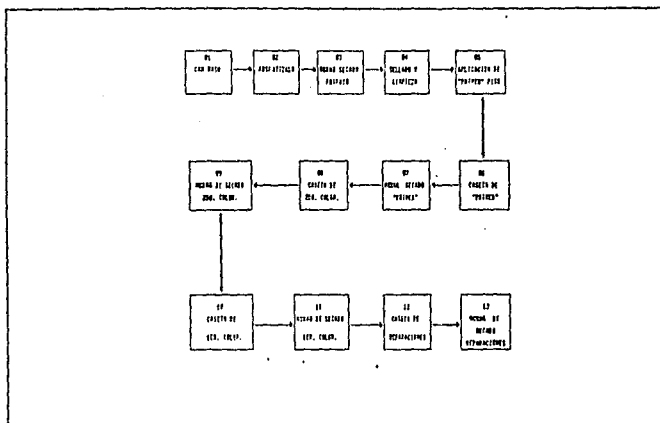 01
02
FOSFATIZADO
03
HORNO SECADO
FOSFATO
04
SELLADO Y
LIMPIEZA
05
APLICACION DE
"PRIMER" PISO
09
HORNO DE SECADO
2DO. COLOR.
08
CASETA DE
2DO. COLOR.
07
HORNO SECADO
"PRIMER"
06
CASETA DE
"PRIMER"
10
CASETA DE
1ER. COLOR.
11
HORNO DE SECADO
1ER. COLOR.
12
CASETA DE
REPARACIONES
13
HORNO DE
SECADO
REPARACIONES